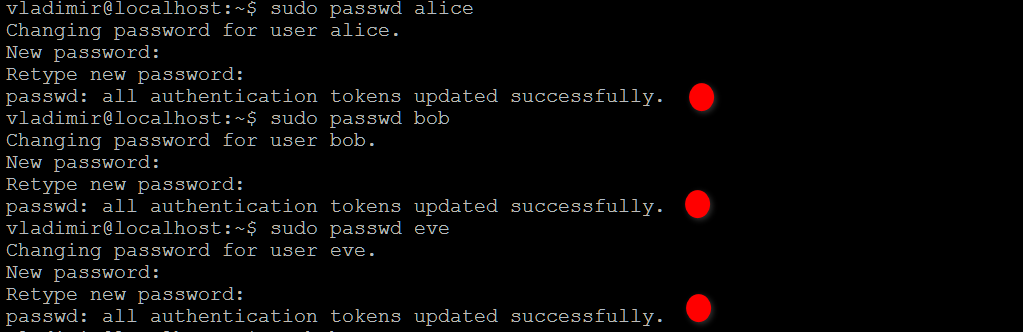 vladimir@localhost:~$ sudo passwd alice
Changing password for user alice.
New password:
Retype new password:
passwd: all authentication tokens updated successfully.
vladimir@localhost:~$ sudo passwd bob
Changing password for user bob.
New password:
Retype new password:
passwd: all authentication tokens updated successfully.
vladimir@localhost:~$ sudo passwd eve
Changing password for user eve.
New password:
Retype new password:
passwd: all authentication tokens updated successfully.